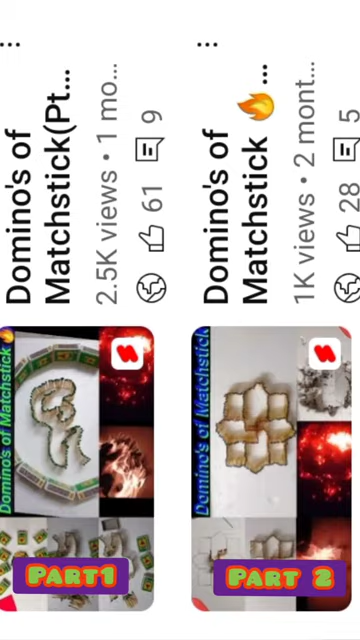 Domino's of
Matchstick(Pt...
2.5K views • 1 mo...
61 9
Domino's of Matchstick
PART1
Domino's of
Matchstick 🔥...
1K views • 2 mont...
28 5
Domino's of Matchstick
PART 2